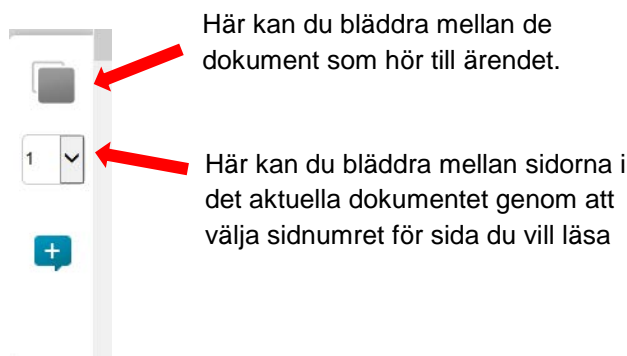 Här kan du bläddra mellan de
dokument som hör till ärendet.
1
Här kan du bläddra mellan sidorna i
det aktuella dokumentet genom att
välja sidnumret för sida du vill läsa